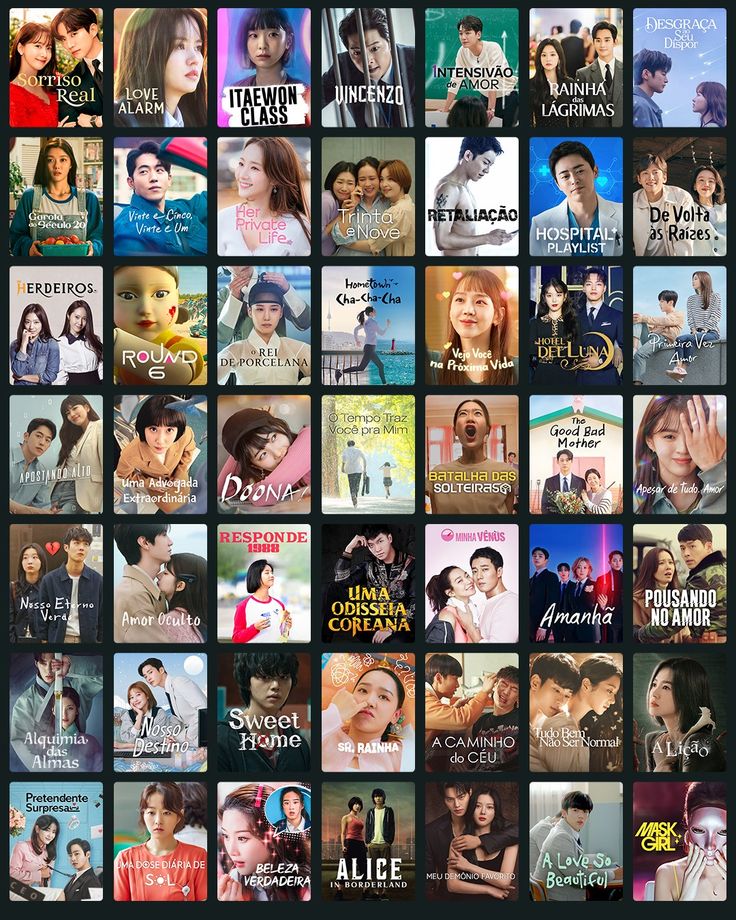 Sorriso
Real
LOVE
ALARM
ITAEWON
CLASS
VINCENZO
INTENSIVÃO
de AMOR
RAINHA
das
LÁGRIMAS
DESGRAÇA
ao
Seu
Dispor
Garota
do Século 20
Vinte e Cinco,
Vinte e Um
Her
Private
Life
Trinta
e Nove
RETALIAÇÃO
HOSPITAL
PLAYLIST
De Volta
às Raízes
HERDEIROS
ROUND
6
O REI
DE PORCELANA
Hometown
Cha-Cha-Cha
Vejo Você
na Próxima Vida
HOTEL
DEL LUNA
Primeira Vez
Amor
APOSTANDO ALTO
Uma Advogada
Extraordinária
DOONA!
O Tempo Traz
Você pra Mim
BATALHA DAS
SOLTEIRAS
The
Good Bad
Mother
Apesar de Tudo, Amor
Nosso Eterno
Verão
Amor Oculto
RESPONDE
1988
UMA
ODISSEIA
COREANA
MINHA VÊNUS
Amanhã
POUSANDO
NO AMOR
Alquimia
das
Almas
Nosso
Destino
Sweet
Home
SR. RAINHA
A CAMINHO
do CÉU
Tudo Bem
Não Ser Normal
A Lição
Pretendente
Surpresa
CEO
UMA DOSE DIÁRIA DE
SOL
BELEZA
VERDADEIRA
ALICE
IN BORDERLAND
MEU DEMÔNIO FAVORITO
A Love So
Beautiful
MASK
GIRL